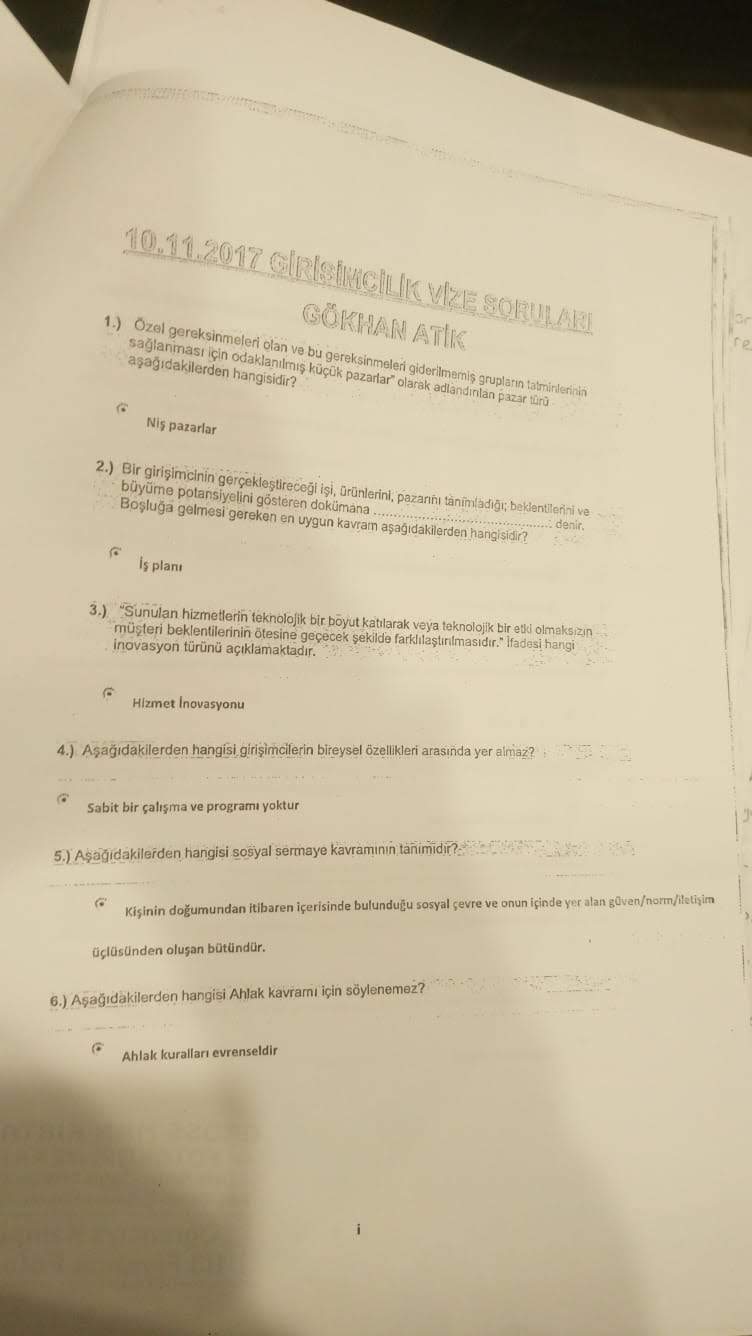 10.11.2017 GİRİŞİMCİLİK VİZE SORULARI
GÖKHAN ATİK
1.) Özel gereksinmeleri olan ve bu gereksinmeleri giderilmemiş grupların tatminlerinin
sağlanması için odaklanılmış küçük pazarlar" olarak adlandırılan pazar türü
aşağıdakilerden hangisidir?
Niş pazarlar
2.) Bir girişimcinin gerçekleştireceği işi, ürünlerini, pazarını tanımladığı; beklentilerini ve
büyüme potansiyelini gösteren dokümana ................................................ denir.
Boşluğa gelmesi gereken en uygun kavram aşağıdakilerden hangisidir?
İş planı
3.) "Sunulan hizmetlerin teknolojik bir boyut katılarak veya teknolojik bir etki olmaksızın
müşteri beklentilerinin ötesine geçecek şekilde farklılaştırılmasıdır." İfadesi hangi
inovasyon türünü açıklamaktadır.
Hizmet İnovasyonu
4.) Aşağıdakilerden hangisi girişimcilerin bireysel özellikleri arasında yer almaz?
Sabit bir çalışma ve programı yoktur
5.) Aşağıdakilerden hangisi sosyal sermaye kavramının tanımıdır?
Kişinin doğumundan itibaren içerisinde bulunduğu sosyal çevre ve onun içinde yer alan güven/norm/iletişim
üçlüsünden oluşan bütündür.
6.) Aşağıdakilerden hangisi Ahlak kavramı için söylenemez?
Ahlak kuralları evrenseldir
i